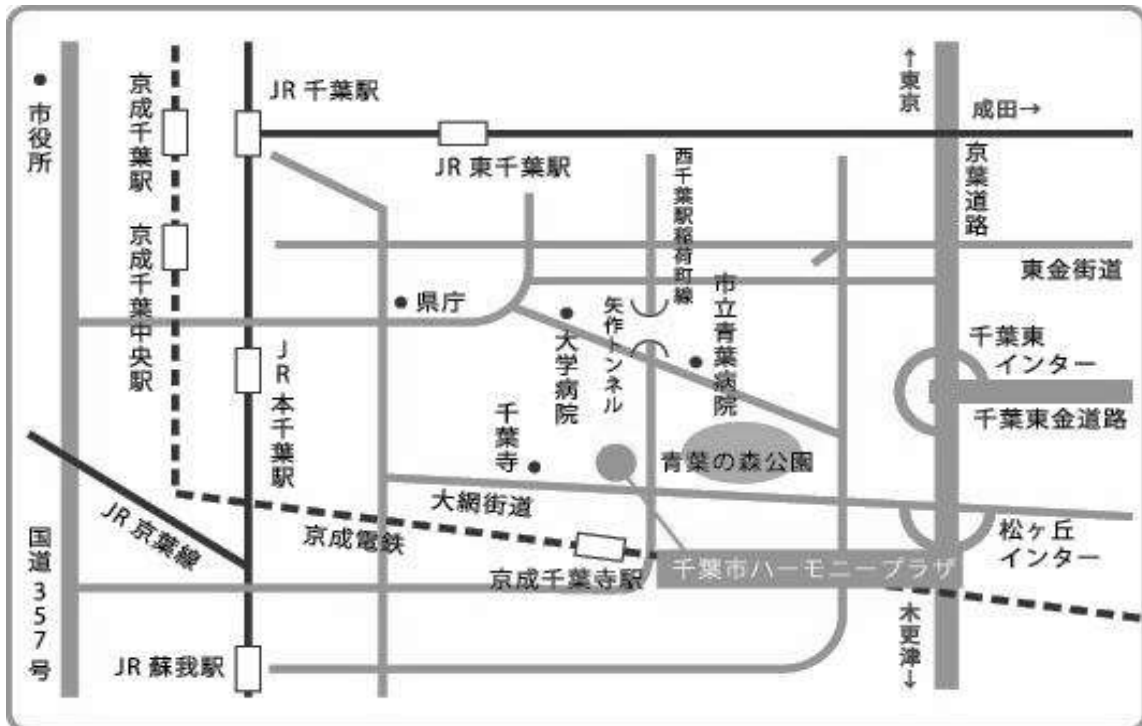 市役所
京成千葉駅
JR 千葉駅
↑東京
成田→
JR 東千葉駅
西千葉駅稲荷町線
京葉道路
京成千葉中央駅
東金街道
県庁
大学病院
矢作トンネル
市立青葉病院
千葉東
インター
JR 本千葉駅
千葉東金道路
千葉寺
青葉の森公園
大網街道
JR 京葉線
京成電鉄
松ヶ丘
インター
国道357号
京成千葉寺駅
千葉市ハーモニープラザ
木更津↓
JR 蘇我駅